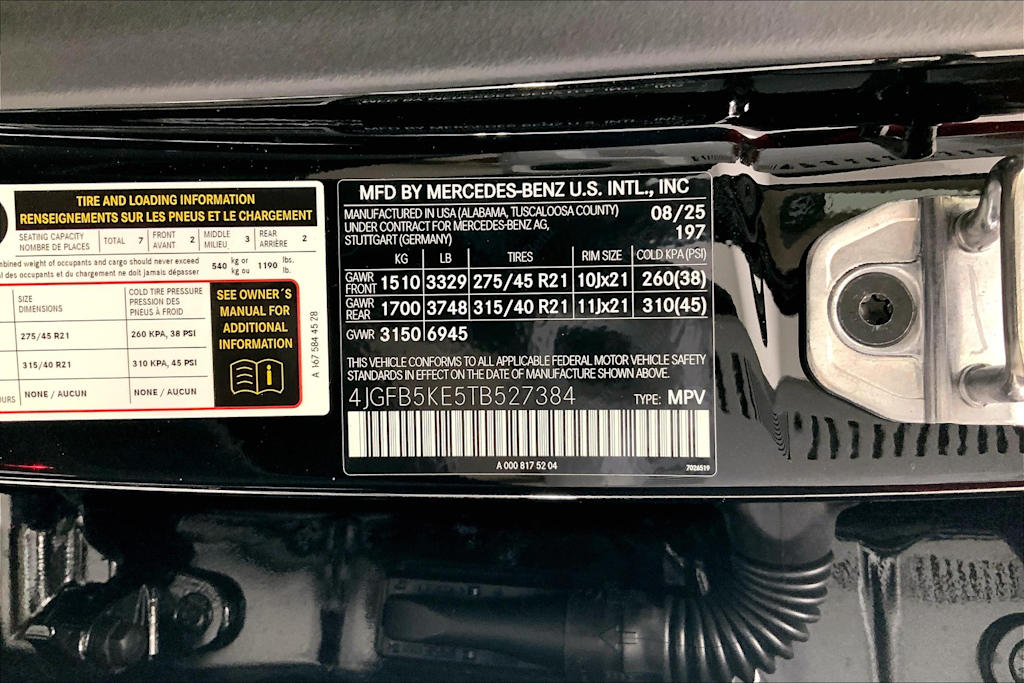 TIRE AND LOADING INFORMATION
RENSEIGNEMENTS SUR LES PNEUS ET LE CHARGEMENT
SEATING CAPACITY TOTAL 7 FRONT 2 MIDDLE 3 REAR 2
NOMBRE DE PLACES AVANT MILIEU ARRIÈRE
weight of occupants and cargo should never exceed 540 kg or 1190 lbs.
des occupants et du chargement ne doit jamais dépasser kg ou lb.
SIZE COLD TIRE PRESSURE
DIMENSIONS PRESSION DES
PNEUS À FROID
275/45 R21 260 KPA, 38 PSI
315/40 R21 310 KPA, 45 PSI
NONE / AUCUN NONE / AUCUN
SEE OWNER´S
MANUAL FOR
ADDITIONAL
INFORMATION
A 167 584 45 28
MFD BY MERCEDES-BENZ U.S. INTL., INC
MANUFACTURED IN USA (ALABAMA, TUSCALOOSA COUNTY) 08/25
UNDER CONTRACT FOR MERCEDES-BENZ AG, 197
STUTTGART (GERMANY)
KG LB TIRES RIM SIZE COLD KPA (PSI)
GAWR FRONT 1510 3329 275/45 R21 10Jx21 260(38)
GAWR REAR 1700 3748 315/40 R21 11Jx21 310(45)
GVWR 3150 6945
THIS VEHICLE CONFORMS TO ALL APPLICABLE FEDERAL MOTOR VEHICLE SAFETY
STANDARDS IN EFFECT ON THE DATE OF MANUFACTURE SHOWN ABOVE.
4JGFB5KE5TB527384 TYPE: MPV
A 000 817 52 04 7026519